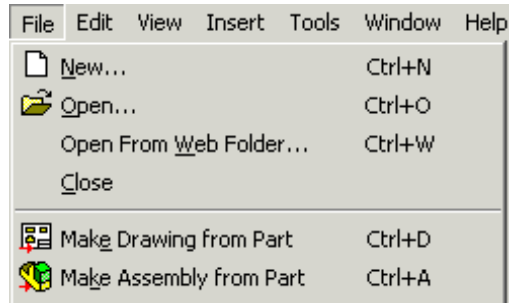 File Edit View Insert Tools Window Help
New... Ctrl+N
Open... Ctrl+O
Open From Web Folder... Ctrl+W
Close
Make Drawing from Part Ctrl+D
Make Assembly from Part Ctrl+A